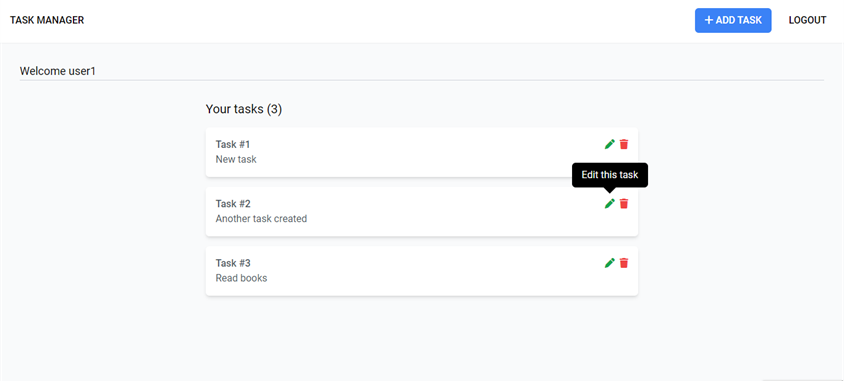 TASK MANAGER
+ ADD TASK
LOGOUT
Welcome user1
Your tasks (3)
Task #1
New task
Edit this task
Task #2
Another task created
Task #3
Read books